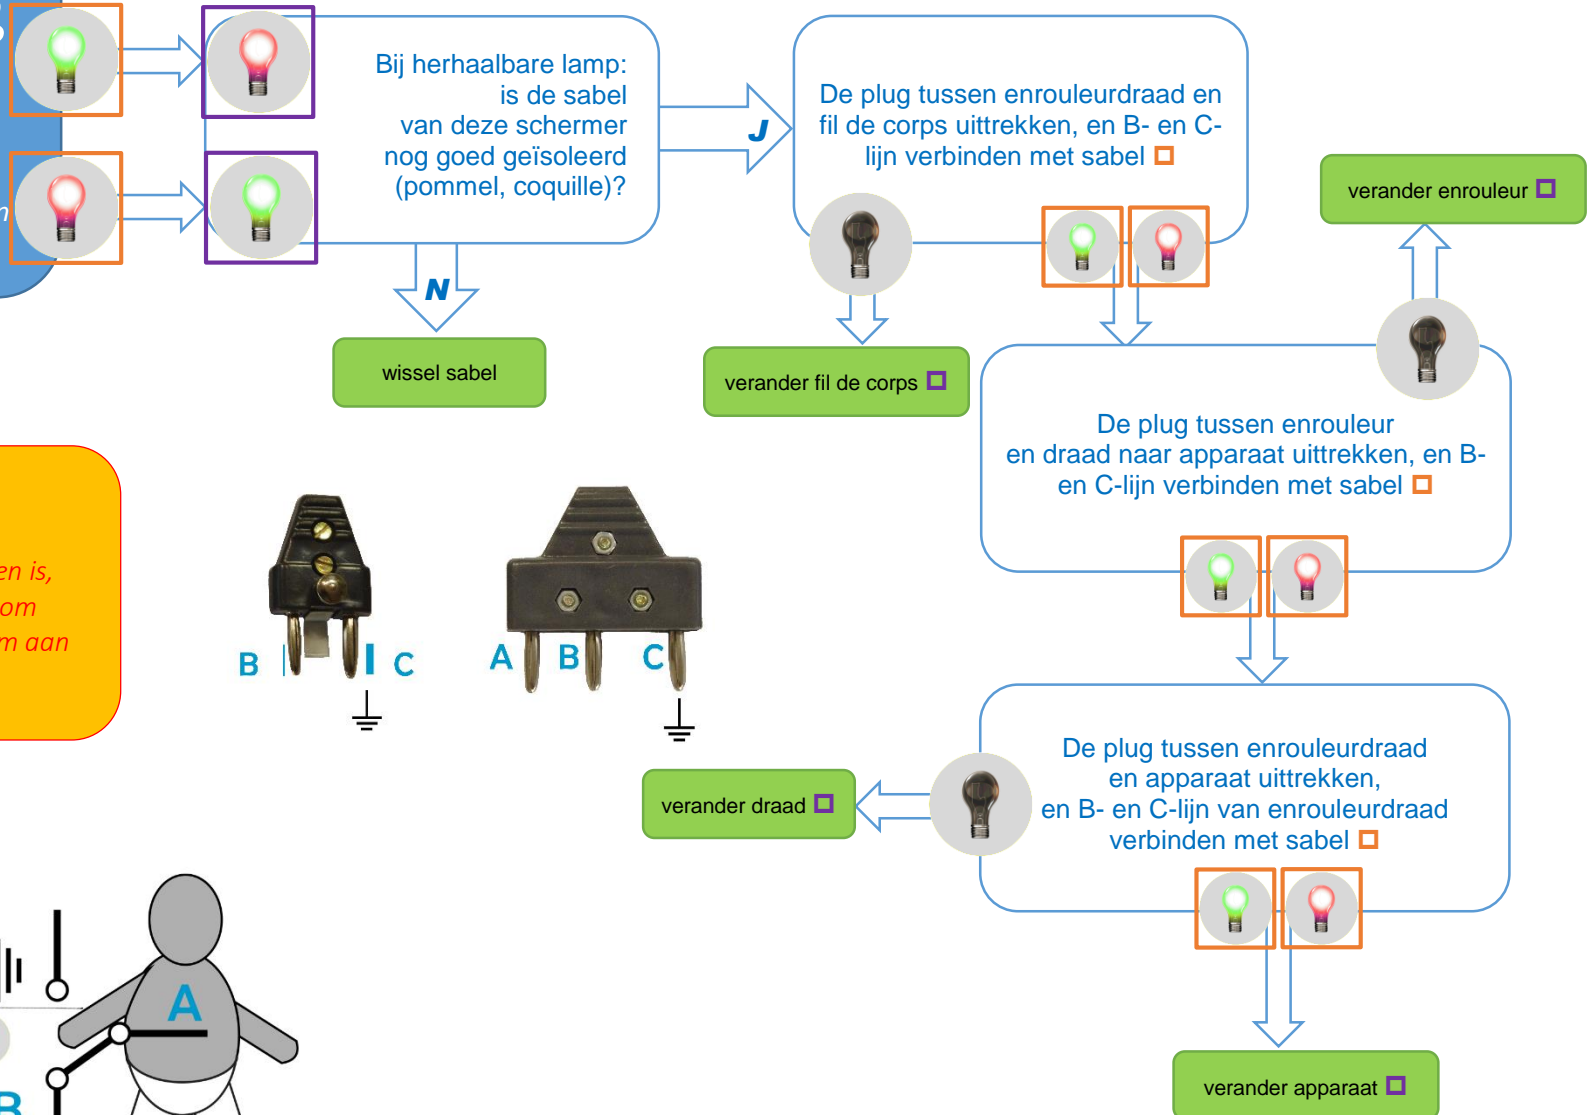 Bij herhaalbare lamp:
is de sabel
van deze schermer
nog goed geïsoleerd
(pommel, coquille)?
J
N
wissel sabel
De plug tussen enrouleurdraad en
fil de corps uittrekken, en B- en C-
lijn verbinden met sabel
verander fil de corps
verander enrouleur
De plug tussen enrouleur
en draad naar apparaat uittrekken, en B-
en C-lijn verbinden met sabel
De plug tussen enrouleurdraad
en apparaat uittrekken,
en B- en C-lijn van enrouleurdraad
verbinden met sabel
verander draad
verander apparaat
en is,
om
m aan
B C
A B C
A
B